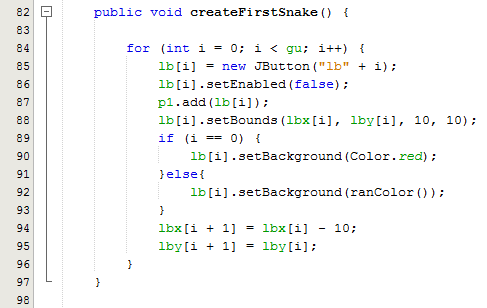 82 public void createFirstSnake() {
83
84 for (int i = 0; i < gu; i++) {
85 lb[i] = new JButton("lb" + i);
86 lb[i].setEnabled(false);
87 p1.add(lb[i]);
88 lb[i].setBounds(lbx[i], lby[i], 10, 10);
89 if (i == 0) {
90 lb[i].setBackground(Color.red);
91 }else{
92 lb[i].setBackground(ranColor());
93 }
94 lbx[i + 1] = lbx[i] - 10;
95 lby[i + 1] = lby[i];
96 }
97 }
98